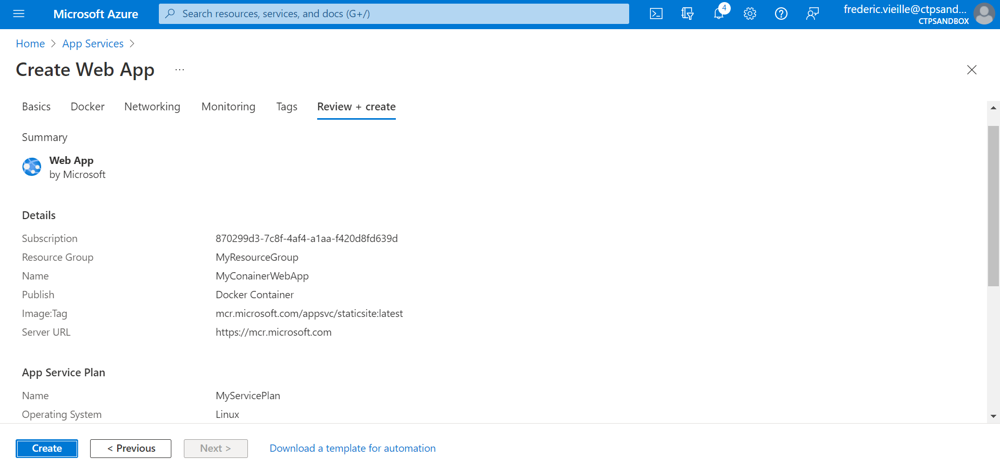 Microsoft Azure
Search resources, services, and docs (G+/)
4
frederic.vieille@ctpsand...
CTPSANDBOX
Home > App Services >
Create Web App ...
Basics Docker Networking Monitoring Tags Review + create
Summary
Web App
by Microsoft
Details
Subscription 870299d3-7c8f-4af4-a1aa-f420d8fd639d
Resource Group MyResourceGroup
Name MyConainerWebApp
Publish Docker Container
Image:Tag mcr.microsoft.com/appsvc/staticsite:latest
Server URL https://mcr.microsoft.com
App Service Plan
Name MyServicePlan
Operating System Linux
Create < Previous Next > Download a template for automation